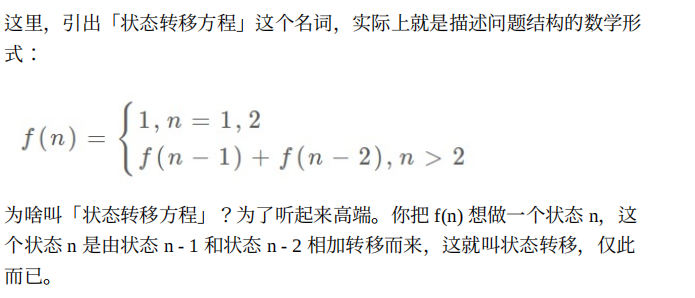 这里，引出「状态转移方程」这个名词，实际上就是描述问题结构的数学形
式：
f(n) = { 1, n = 1, 2
f(n − 1) + f(n − 2), n > 2
为啥叫「状态转移方程」？为了听起来高端。你把 f(n) 想做一个状态 n，这
个状态 n 是由状态 n - 1 和状态 n - 2 相加转移而来，这就叫状态转移，仅此
而已。